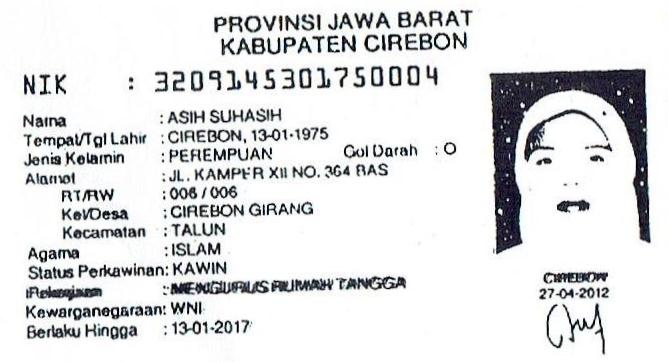 PROVINSI JAWA BARAT
KABUPATEN CIREBON
NIK : 3209145301750004
Nama : ASIH SUHASIH
Tempat/Tgl Lahir : CIREBON, 13-01-1975
Jenis Kelamin : PEREMPUAN Gol Darah : O
Alamat : JL. KAMPER XII NO. 364 BAS
RT/RW : 006 / 006
Kel/Desa : CIREBON GIRANG
Kecamatan : TALUN
Agama : ISLAM
Status Perkawinan: KAWIN
Pekerjaan : MENGURUS RUMAH TANGGA
Kewarganegaraan: WNI
Berlaku Hingga : 13-01-2017
CIREBON
27-04-2012